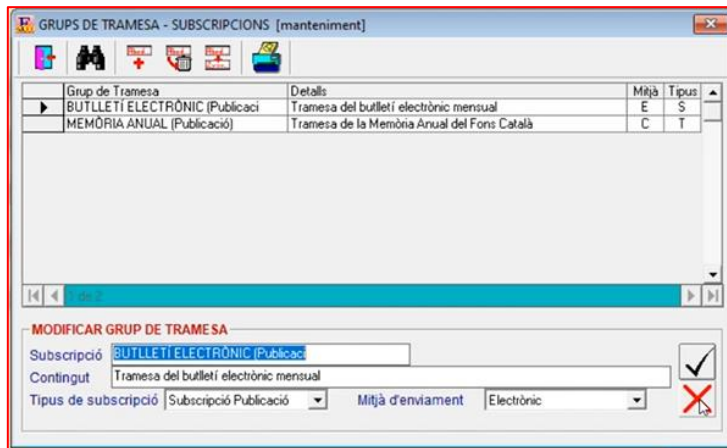 GRUPS DE TRAMESA - SUBSCRIPCIONS [manteniment]
Grup de Tramesa Detalls Mitjà Tipus
BUTLLETÍ ELECTRÒNIC (Publicaci Tramesa del butlletí electrònic mensual E S
MEMÒRIA ANUAL (Publicació) Tramesa de la Memòria Anual del Fons Català C T
1 de 2
MODIFICAR GRUP DE TRAMESA
Subscripció BUTLLETÍ ELECTRÒNIC (Publicaci
Contingut Tramesa del butlletí electrònic mensual
Tipus de subscripció Subscripció Publicació Mitjà d'enviament Electrònic